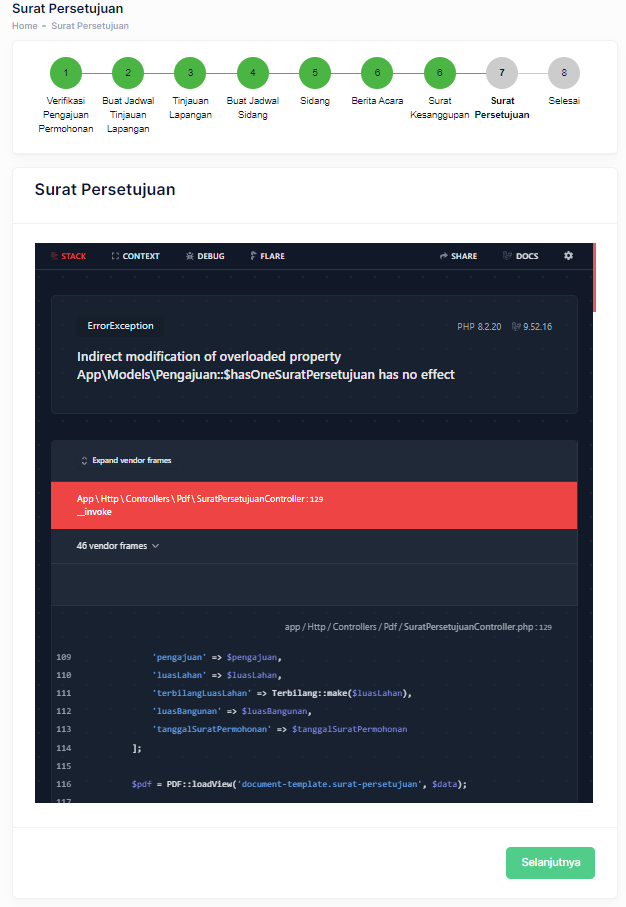 Surat Persetujuan
Home - Surat Persetujuan
1 2 3 4 5 6 6 7 8
Verifikasi Pengajuan Permohonan
Buat Jadwal Tinjauan Lapangan
Tinjauan Lapangan
Buat Jadwal Sidang
Sidang
Berita Acara
Surat Kesanggupan
Surat Persetujuan
Selesai
Surat Persetujuan
STACK CONTEXT DEBUG FLARE SHARE DOCS
ErrorException
PHP 8.2.20 9.52.16
Indirect modification of overloaded property
App\Models\Pengajuan::$hasOneSuratPersetujuan has no effect
Expand vendor frames
App \ Http \ Controllers \ Pdf \ SuratPersetujuanController : 129
__invoke
46 vendor frames
app / Http / Controllers / Pdf / SuratPersetujuanController.php : 129
109 'pengajuan' => $pengajuan,
110 'luasLahan' => $luasLahan,
111 'terbilangLuasLahan' => Terbilang::make($luasLahan),
112 'luasBangunan' => $luasBangunan,
113 'tanggalSuratPermohonan' => $tanggalSuratPermohonan
114 ];
115
116 $pdf = PDF::loadView('document-template.surat-persetujuan', $data);
117
Selanjutnya